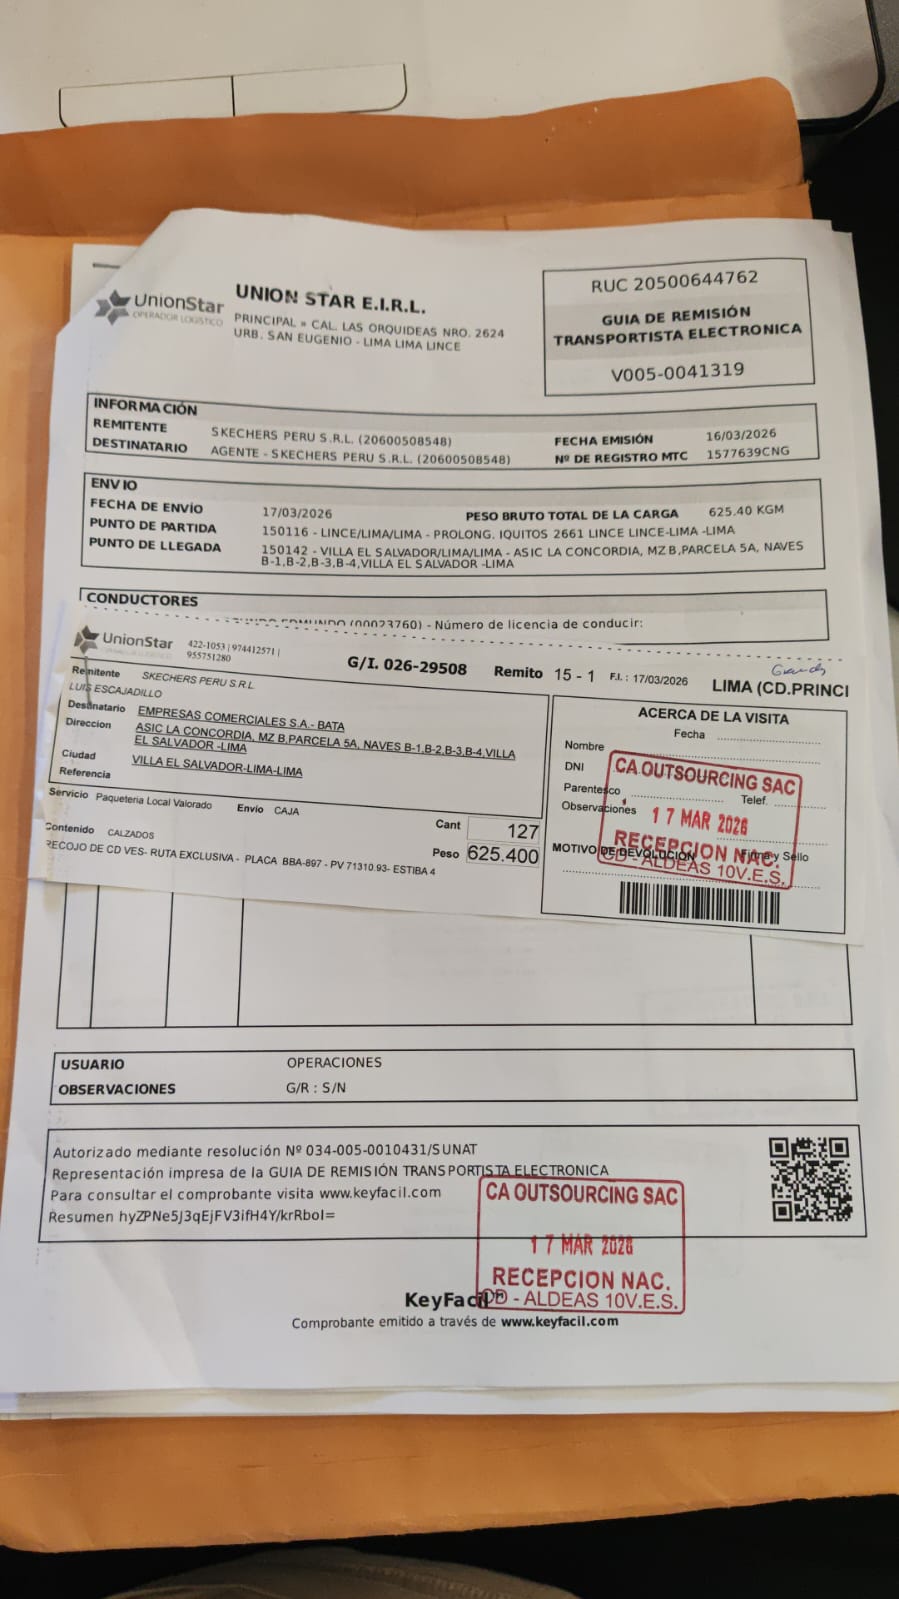 UnionStar
OPERADOR LOGÍSTICO
UNION STAR E.I.R.L.
PRINCIPAL » CAL. LAS ORQUIDEAS NRO. 2624
URB. SAN EUGENIO - LIMA LIMA LINCE
RUC 20500644762
GUIA DE REMISIÓN
TRANSPORTISTA ELECTRONICA
V005-0041319
INFORMACIÓN
REMITENTE SKECHERS PERU S.R.L. (20600508548)
DESTINATARIO AGENTE - SKECHERS PERU S.R.L. (20600508548)
FECHA EMISIÓN 16/03/2026
Nº DE REGISTRO MTC 1577639CNG
ENVIO
FECHA DE ENVÍO 17/03/2026 PESO BRUTO TOTAL DE LA CARGA 625.40 KGM
PUNTO DE PARTIDA 150116 - LINCE/LIMA/LIMA - PROLONG. IQUITOS 2661 LINCE LINCE-LIMA -LIMA
PUNTO DE LLEGADA 150142 - VILLA EL SALVADOR/LIMA/LIMA - ASIC LA CONCORDIA, MZ B,PARCELA 5A, NAVES
B-1,B-2,B-3,B-4,VILLA EL SALVADOR -LIMA
CONDUCTORES
EDMUNDO (00023760) - Número de licencia de conducir:
UnionStar
422-1053 | 974412571 |
955751280
G/I. 026-29508 Remito 15 - 1 F.I. : 17/03/2026 LIMA (CD.PRINCI
Remitente SKECHERS PERU S.R.L.
LUIS ESCAJADILLO
Destinatario EMPRESAS COMERCIALES S.A.- BATA
Direccion ASIC LA CONCORDIA, MZ B,PARCELA 5A, NAVES B-1,B-2,B-3,B-4,VILLA
EL SALVADOR -LIMA
Ciudad VILLA EL SALVADOR-LIMA-LIMA
Referencia
Servicio Paqueteria Local Valorado Envío CAJA
Contenido CALZADOS
Cant 127
Peso 625.400
RECOJO DE CD VES- RUTA EXCLUSIVA - PLACA BBA-897 - PV 71310.93- ESTIBA 4
ACERCA DE LA VISITA
Fecha
Nombre
DNI
Parentesco Telef.
Observaciones
MOTIVO DE DEVOLUCIÓN Firma y Sello
CA OUTSOURCING SAC
17 MAR 2026
RECEPCION NAC.
CD - ALDEAS 10V.E.S.
USUARIO OPERACIONES
OBSERVACIONES G/R : S/N
Autorizado mediante resolución Nº 034-005-0010431/SUNAT
Representación impresa de la GUIA DE REMISIÓN TRANSPORTISTA ELECTRONICA
Para consultar el comprobante visita www.keyfacil.com
Resumen hyZPNe5J3qEjFV3ifH4Y/krRboI=
CA OUTSOURCING SAC
17 MAR 2026
RECEPCION NAC.
CD - ALDEAS 10V.E.S.
KeyFacil
Comprobante emitido a través de www.keyfacil.com